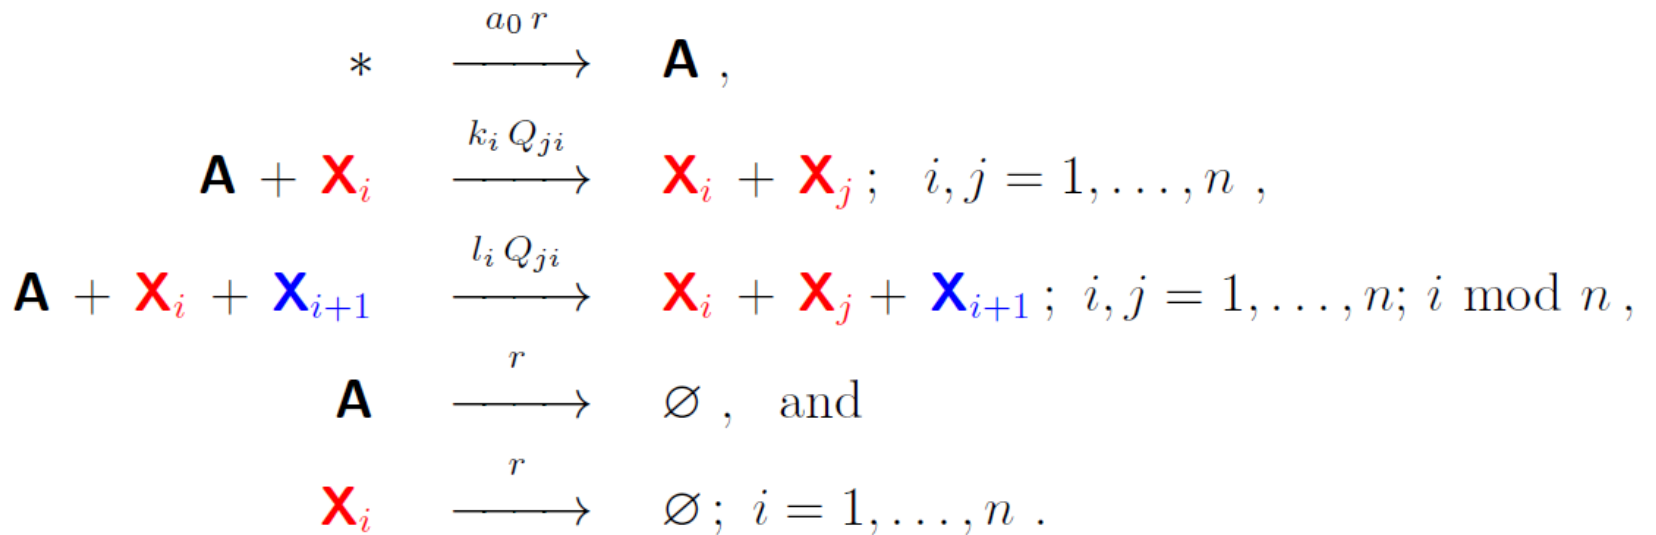 * a₀ r ⟶ A ,
A + Xᵢ kᵢ Qⱼᵢ ⟶ Xᵢ + Xⱼ ; i, j = 1, . . . , n ,
A + Xᵢ + Xᵢ₊₁ lᵢ Qⱼᵢ ⟶ Xᵢ + Xⱼ + Xᵢ₊₁ ; i, j = 1, . . . , n; i mod n ,
A r ⟶ ∅ , and
Xᵢ r ⟶ ∅ ; i = 1, . . . , n .